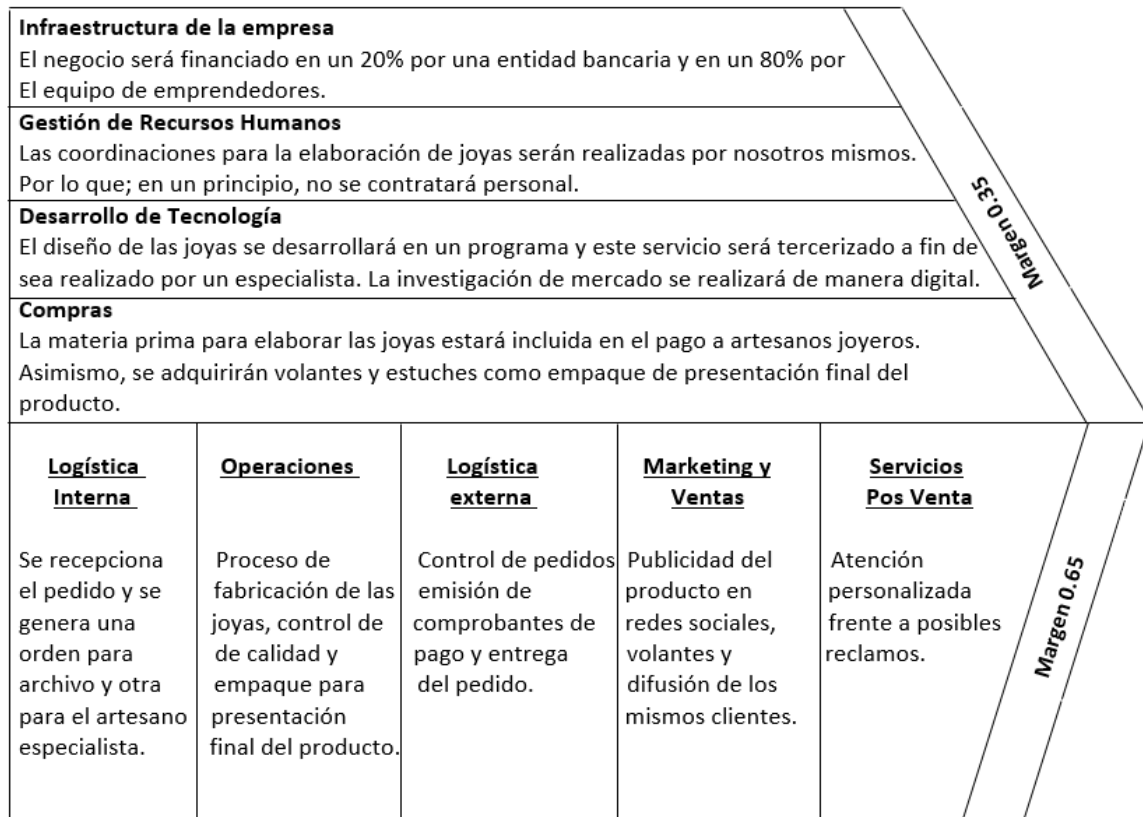 Infraestructura de la empresa
El negocio será financiado en un 20% por una entidad bancaria y en un 80% por
El equipo de emprendedores.
Gestión de Recursos Humanos
Las coordinaciones para la elaboración de joyas serán realizadas por nosotros mismos.
Por lo que; en un principio, no se contratará personal.
Desarrollo de Tecnología
El diseño de las joyas se desarrollará en un programa y este servicio será tercerizado a fin de
sea realizado por un especialista. La investigación de mercado se realizará de manera digital.
Compras
La materia prima para elaborar las joyas estará incluida en el pago a artesanos joyeros.
Asimismo, se adquirirán volantes y estuches como empaque de presentación final del
producto.
Margen 0.35
Logística
Interna
Se recepciona
el pedido y se
genera una
orden para
archivo y otra
para el artesano
especialista.
Operaciones
Proceso de
fabricación de las
joyas, control de
de calidad y
empaque para
presentación
final del producto.
Logística
externa
Control de pedidos
emisión de
comprobantes de
pago y entrega
del pedido.
Marketing y
Ventas
Publicidad del
producto en
redes sociales,
volantes y
difusión de los
mismos clientes.
Servicios
Pos Venta
Atención
personalizada
frente a posibles
reclamos.
Margen 0.65